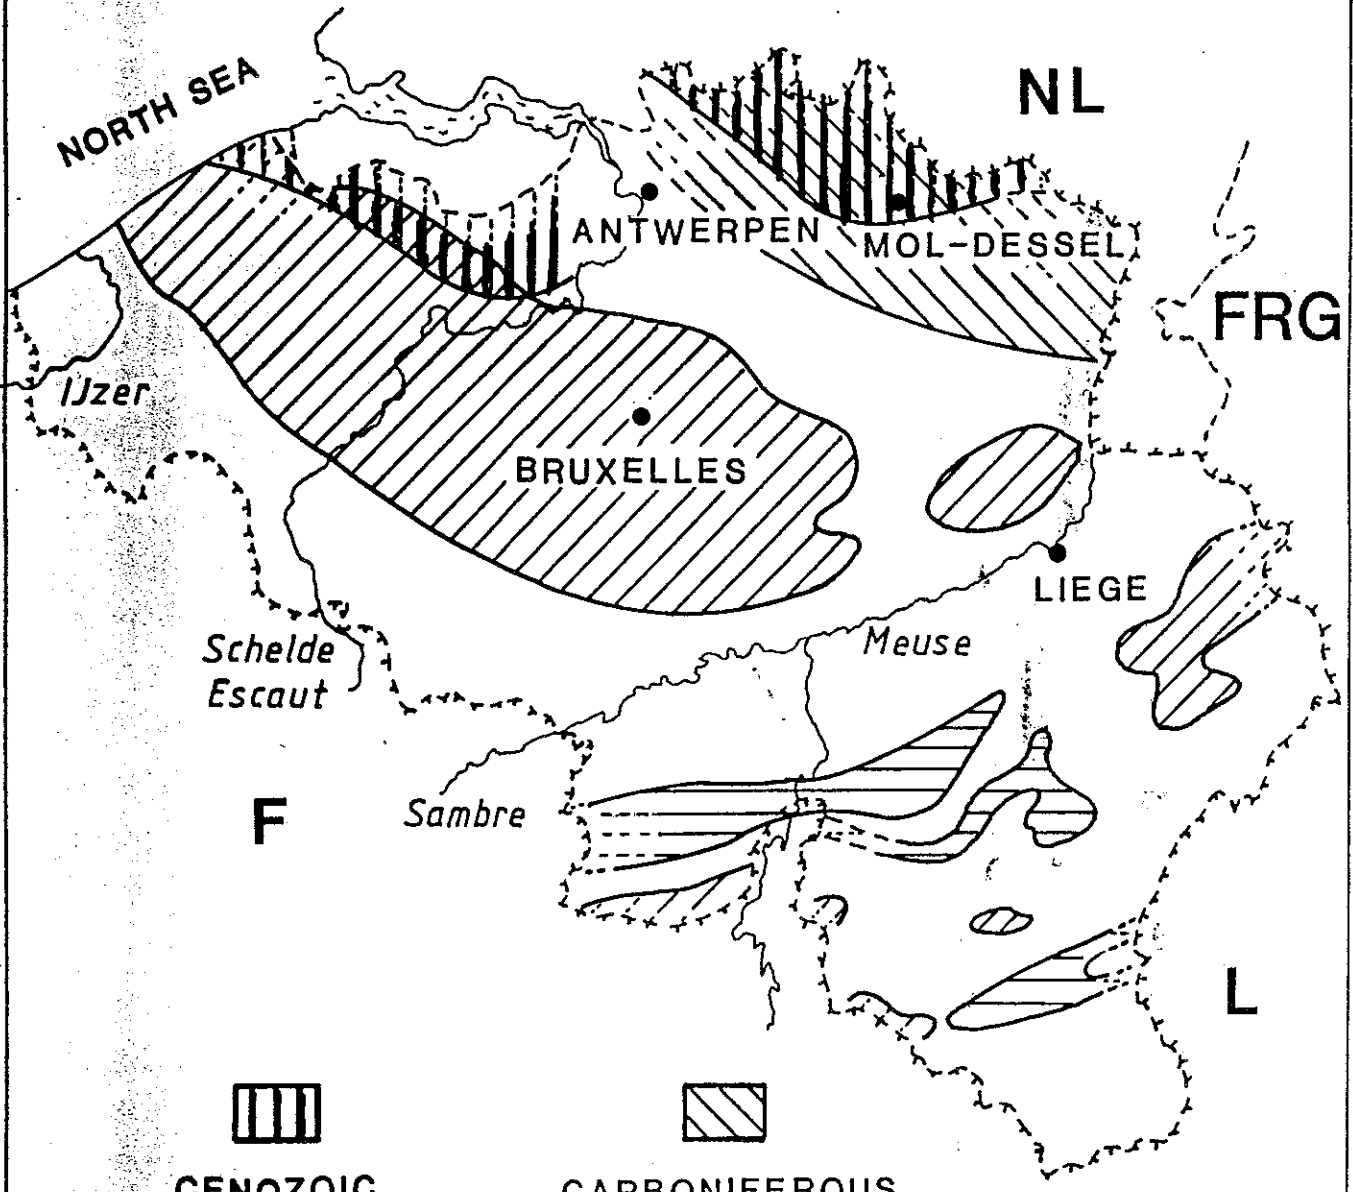 NORTH SEA
NL
ANTWERPEN
MOL-DESSEL
FRG
IJzer
BRUXELLES
LIEGE
Schelde
Escaut
Meuse
F
Sambre
L
CENOZOIC
CARBONIFEROUS